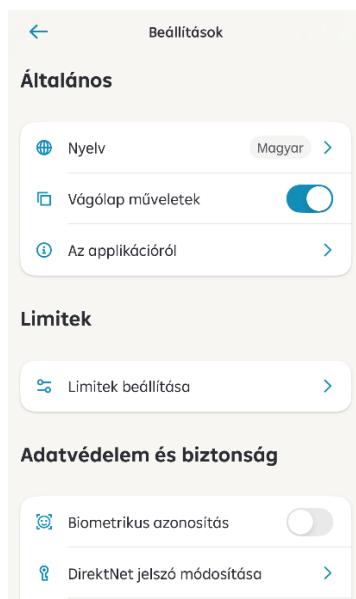 Beállítások
Általános
Nyelv Magyar
Vágólap műveletek
Az applikációról
Limitek
Limitek beállítása
Adatvédelem és biztonság
Biometrikus azonosítás
DirektNet jelszó módosítása